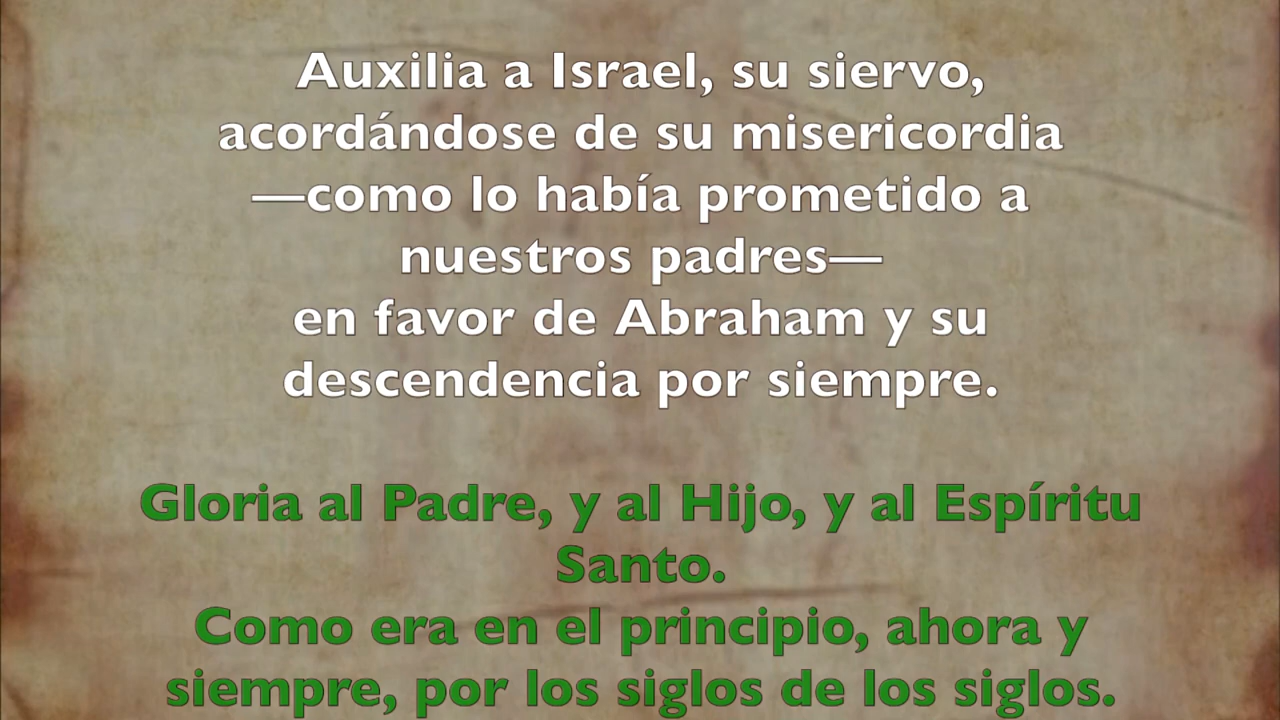 Auxilia a Israel, su siervo,
acordándose de su misericordia
—como lo había prometido a
nuestros padres—
en favor de Abraham y su
descendencia por siempre.
Gloria al Padre, y al Hijo, y al Espíritu
Santo.
Como era en el principio, ahora y
siempre, por los siglos de los siglos.